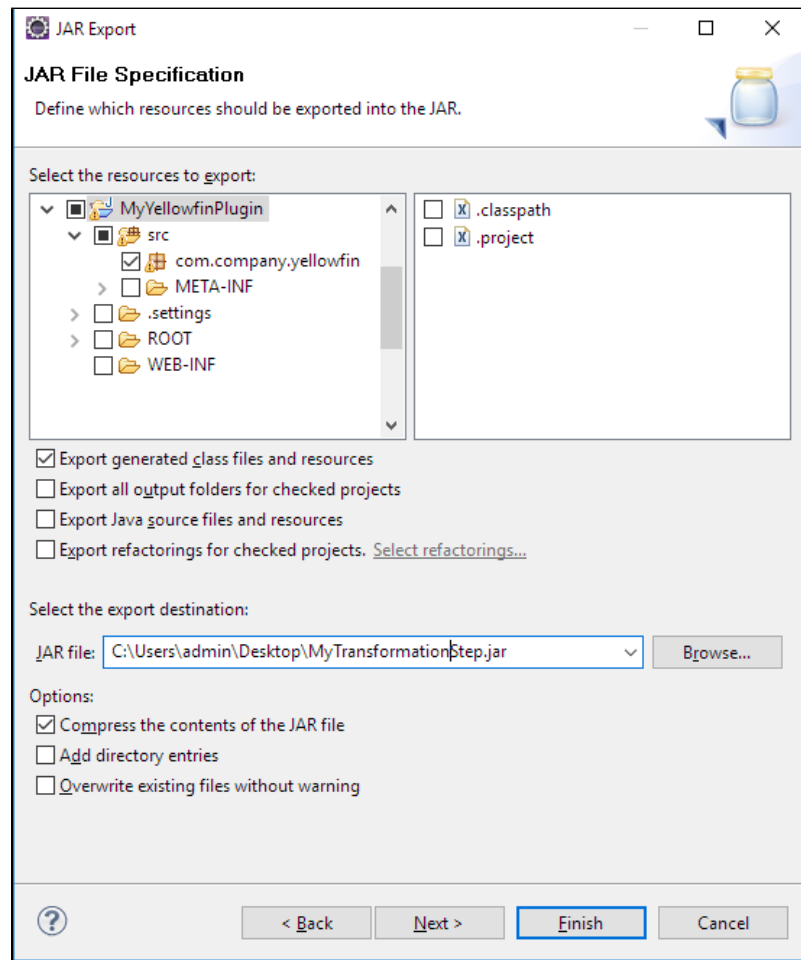 JAR Export
JAR File Specification
Define which resources should be exported into the JAR.
Select the resources to export:
MyYellowfinPlugin
src
com.company.yellowfin
META-INF
.settings
ROOT
WEB-INF
.classpath
.project
Export generated class files and resources
Export all output folders for checked projects
Export Java source files and resources
Export refactorings for checked projects. Select refactorings...
Select the export destination:
JAR file: C:\Users\admin\Desktop\MyTransformationStep.jar Browse...
Options:
Compress the contents of the JAR file
Add directory entries
Overwrite existing files without warning
? < Back Next > Finish Cancel